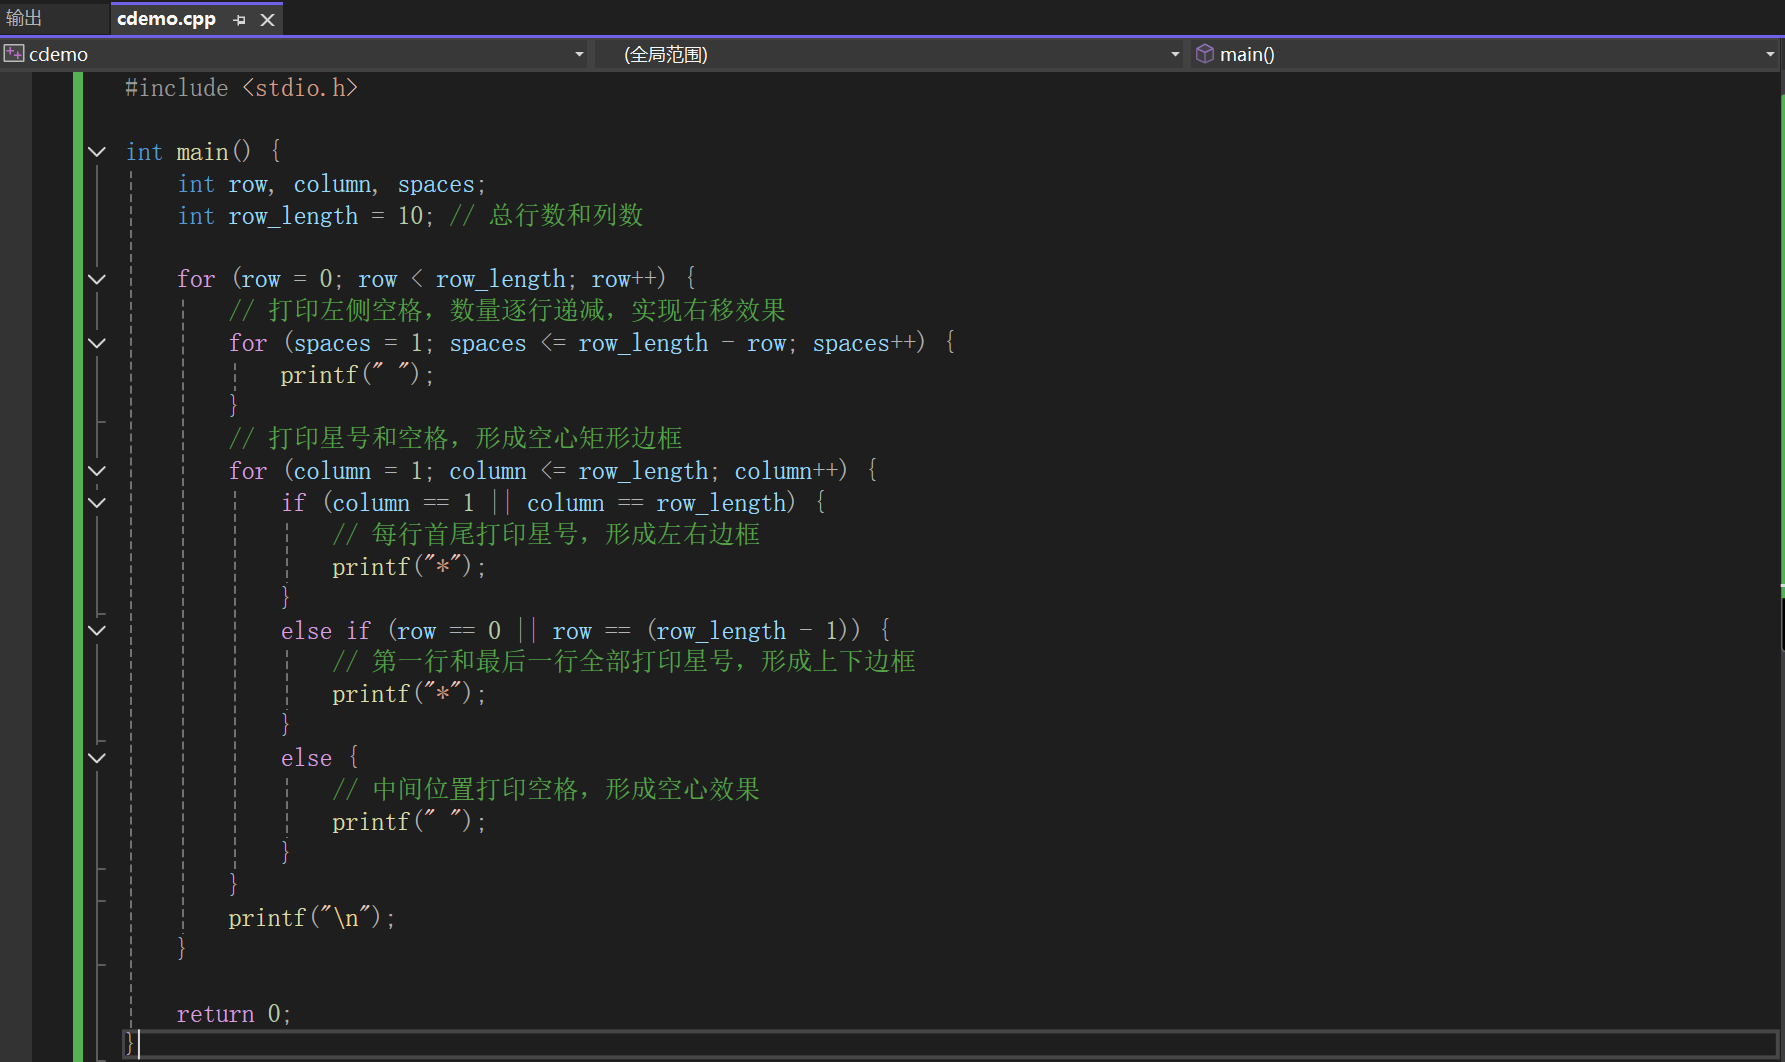 输出
cdemo.cpp
cdemo
(全局范围)
main()
#include <stdio.h>
int main() {
int row, column, spaces;
int row_length = 10; // 总行数和列数
for (row = 0; row < row_length; row++) {
// 打印左侧空格，数量逐行递减，实现右移效果
for (spaces = 1; spaces <= row_length - row; spaces++) {
printf(" ");
}
// 打印星号和空格，形成空心矩形边框
for (column = 1; column <= row_length; column++) {
if (column == 1 || column == row_length) {
// 每行首尾打印星号，形成左右边框
printf("*");
}
else if (row == 0 || row == (row_length - 1)) {
// 第一行和最后一行全部打印星号，形成上下边框
printf("*");
}
else {
// 中间位置打印空格，形成空心效果
printf(" ");
}
}
printf("\n");
}
return 0;
}